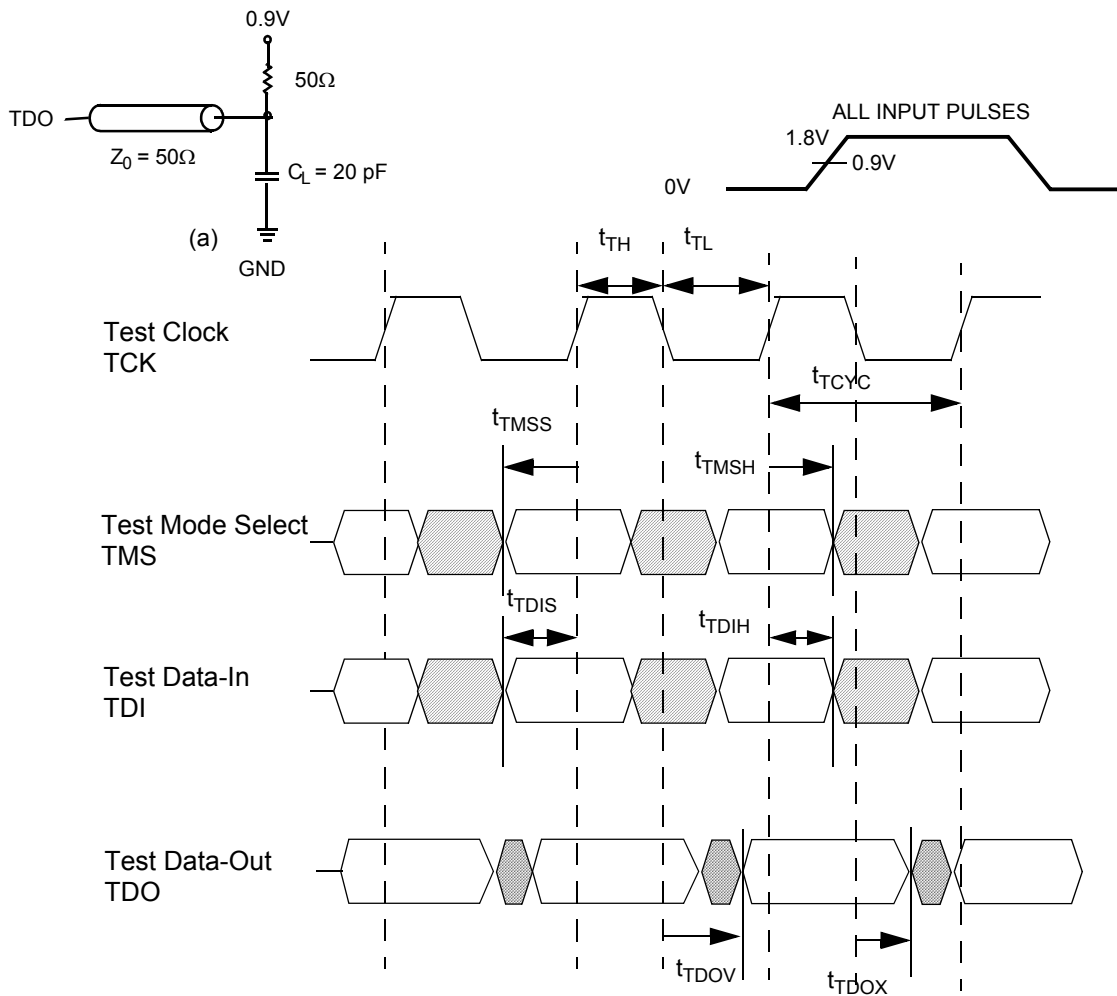 0.9V
50Ω
TDO
Z0 = 50Ω
CL = 20 pF
(a)
GND
ALL INPUT PULSES
1.8V
0.9V
0V
tTH
tTL
Test Clock
TCK
tTCYC
tTMSS
tTMSH
Test Mode Select
TMS
tTDIS
tTDIH
Test Data-In
TDI
Test Data-Out
TDO
tTDOV
tTDOX